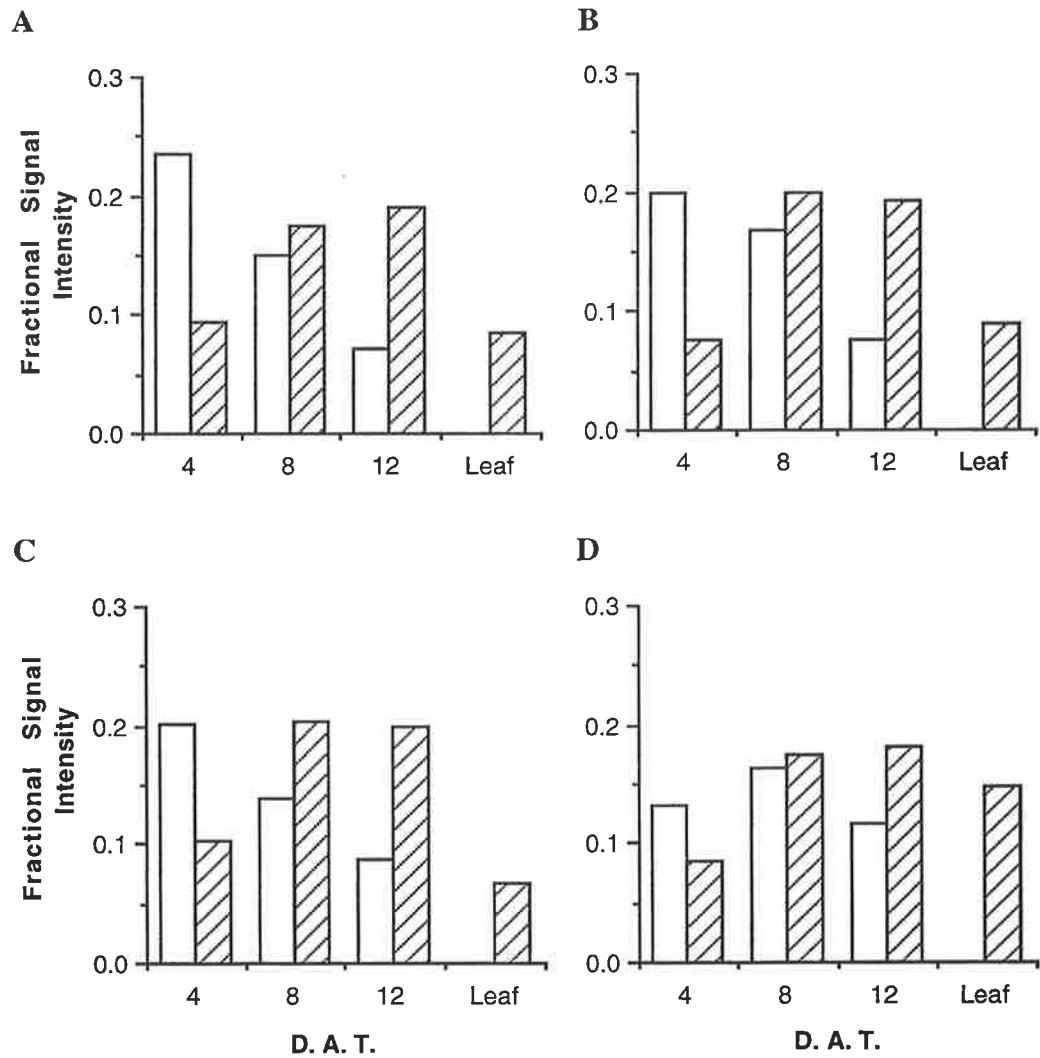 A
Fractional Signal
Intensity
0.3
0.2
0.1
0.0
4 8 12 Leaf
B
0.3
0.2
0.1
0.0
4 8 12 Leaf
C
Fractional Signal
Intensity
0.3
0.2
0.1
0.0
4 8 12 Leaf
D. A. T.
D
0.3
0.2
0.1
0.0
4 8 12 Leaf
D. A. T.